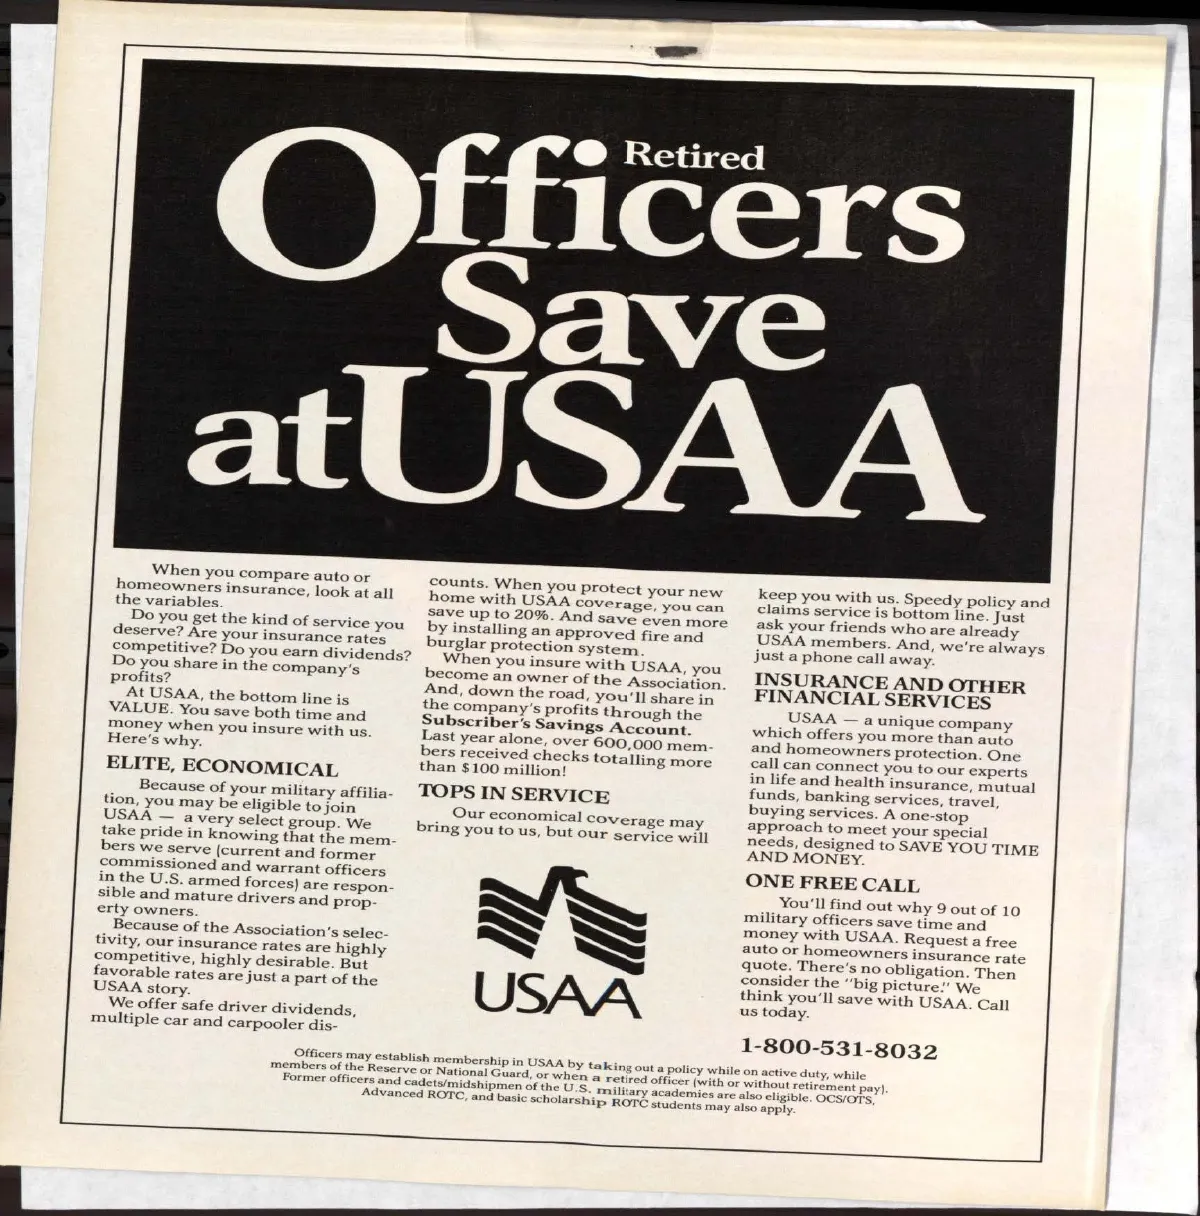 Retired
Officers
Save
at USAA
When you compare auto or
homeowners insurance, look at all
the variables.
Do you get the kind of service you
deserve? Are your insurance rates
competitive? Do you earn dividends?
Do you share in the company's
profits?
At USAA, the bottom line is
VALUE. You save both time and
money when you insure with us.
Here's why.
ELITE, ECONOMICAL
Because of your military affilia-
tion, you may be eligible to join
USAA — a very select group. We
take pride in knowing that the mem-
bers we serve (current and former
commissioned and warrant officers
in the U.S. armed forces) are respon-
sible and mature drivers and prop-
erty owners.
Because of the Association's selec-
tivity, our insurance rates are highly
competitive, highly desirable. But
favorable rates are just a part of the
USAA story.
We offer safe driver dividends,
multiple car and carpooler dis-
counts. When you protect your new
home with USAA coverage, you can
save up to 20%. And save even more
by installing an approved fire and
burglar protection system.
When you insure with USAA, you
become an owner of the Association.
And, down the road, you'll share in
the company's profits through the
Subscriber's Savings Account.
Last year alone, over 600,000 mem-
bers received checks totalling more
than $100 million!
TOPS IN SERVICE
Our economical coverage may
bring you to us, but our service will
USAA
keep you with us. Speedy policy and
claims service is bottom line. Just
ask your friends who are already
USAA members. And, we're always
just a phone call away.
INSURANCE AND OTHER
FINANCIAL SERVICES
USAA — a unique company
which offers you more than auto
and homeowners protection. One
call can connect you to our experts
in life and health insurance, mutual
funds, banking services, travel,
buying services. A one-stop
approach to meet your special
needs, designed to SAVE YOU TIME
AND MONEY.
ONE FREE CALL
You'll find out why 9 out of 10
military officers save time and
money with USAA. Request a free
auto or homeowners insurance rate
quote. There's no obligation. Then
consider the "big picture." We
think you'll save with USAA. Call
us today.
1-800-531-8032
Officers may establish membership in USAA by taking out a policy while on active duty, while
members of the Reserve or National Guard, or when a retired officer (with or without retirement pay).
Former officers and cadets/midshipmen of the U.S. military academies are also eligible. OCS/OTS,
Advanced ROTC, and basic scholarship ROTC students may also apply.